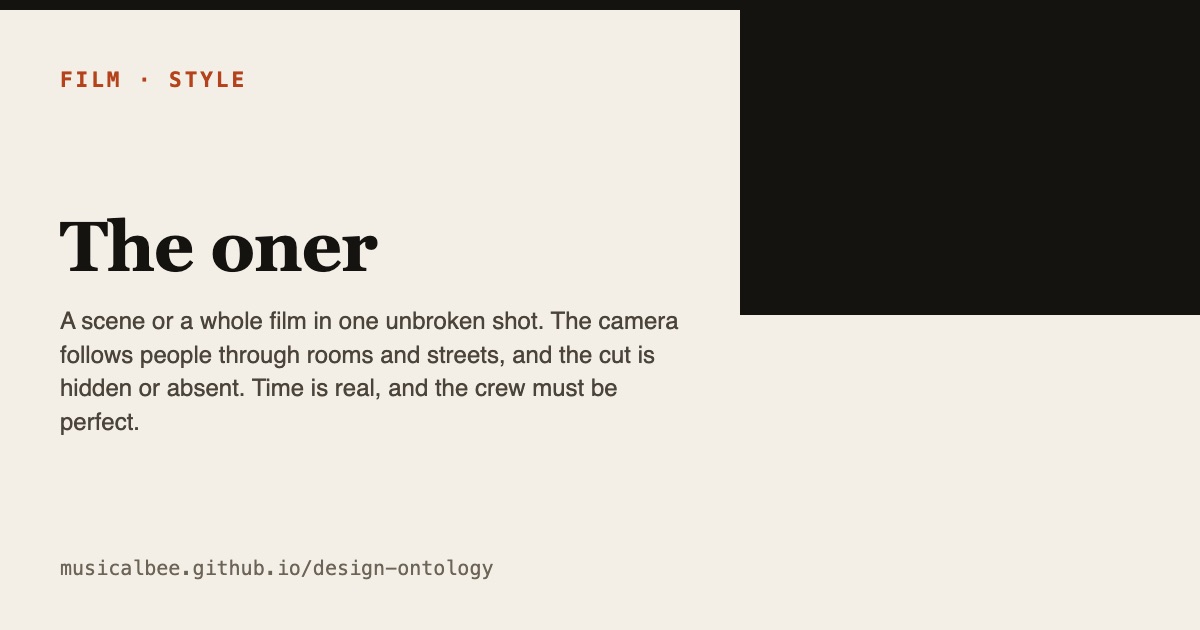 FILM · STYLE
The oner
A scene or a whole film in one unbroken shot. The camera
follows people through rooms and streets, and the cut is
hidden or absent. Time is real, and the crew must be
perfect.
musicalbee.github.io/design-ontology